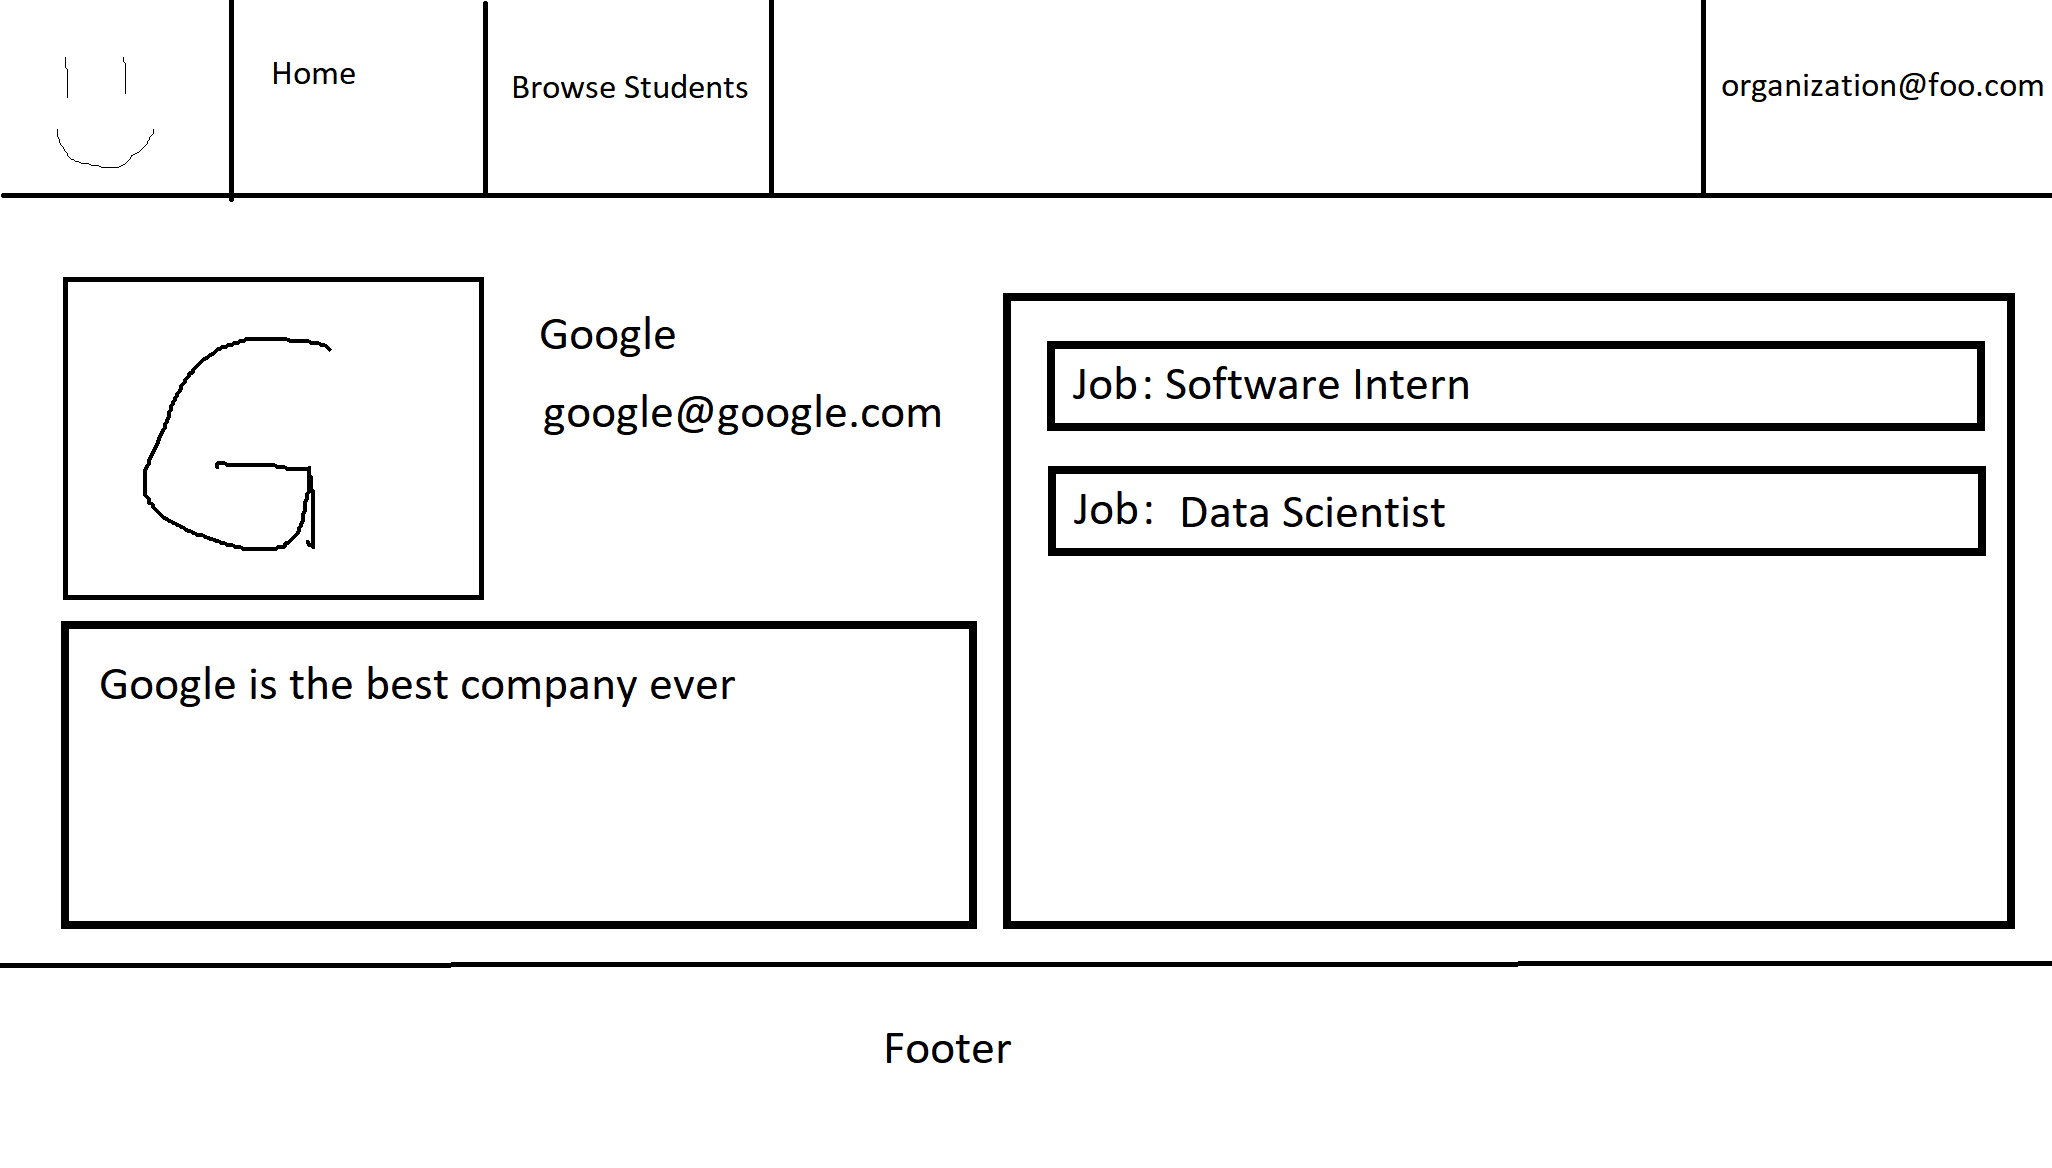 Home
Browse Students
organization@foo.com
G
Google
google@google.com
Google is the best company ever
Job: Software Intern
Job: Data Scientist
Footer